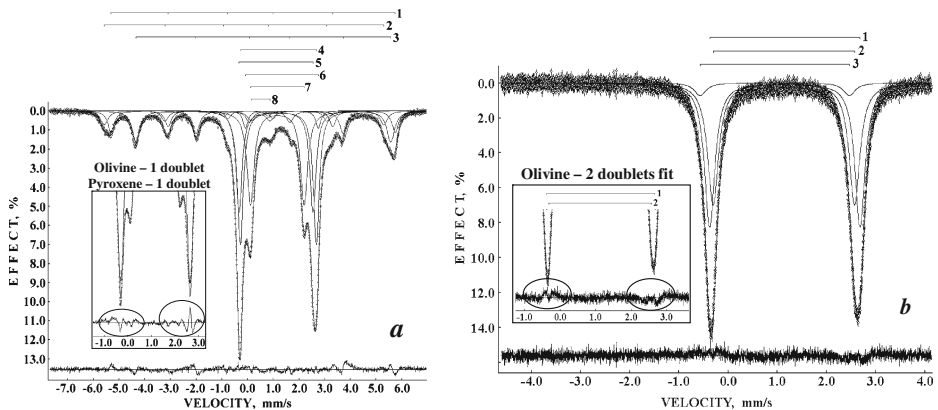 1
2
3
4
5
6
7
8
0.0
1.0
2.0
3.0
4.0
5.0
6.0
7.0
8.0
9.0
10.0
11.0
12.0
13.0
EFFECT, %
Olivine – 1 doublet
Pyroxene – 1 doublet
-1.0 0.0 1.0 2.0 3.0
a
-7.0 -6.0 -5.0 -4.0 -3.0 -2.0 -1.0 0.0 1.0 2.0 3.0 4.0 5.0 6.0
VELOCITY, mm/s
1
2
3
0.0
2.0
4.0
6.0
8.0
10.0
12.0
14.0
EFFECT, %
Olivine – 2 doublets fit
1
2
-1.0 0.0 1.0 2.0 3.0
b
-4.0 -3.0 -2.0 -1.0 0.0 1.0 2.0 3.0 4.0
VELOCITY, mm/s